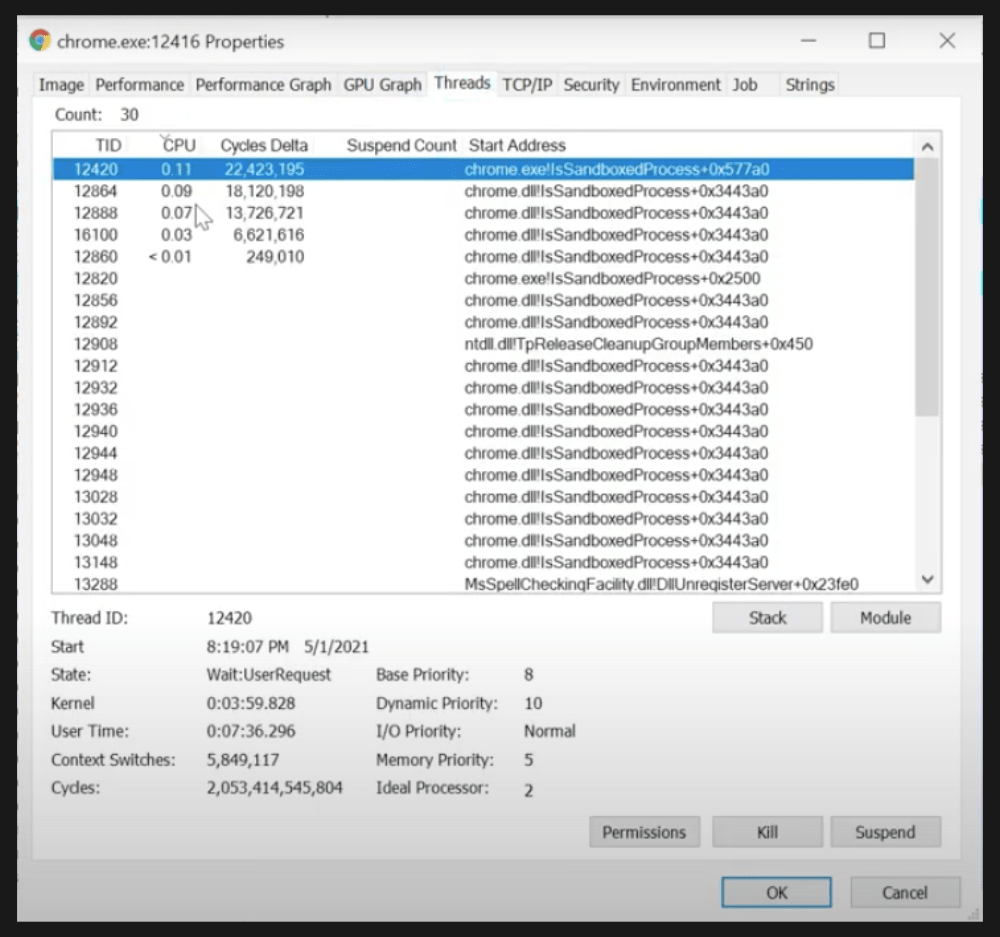 chrome.exe:12416 Properties
Image Performance Performance Graph GPU Graph Threads TCP/IP Security Environment Job Strings
Count: 30
TID CPU Cycles Delta Suspend Count Start Address
12420 0.11 22,423,195 chrome.exe!IsSandboxedProcess+0x577a0
12864 0.09 18,120,198 chrome.dll!IsSandboxedProcess+0x3443a0
12888 0.07 13,726,721 chrome.dll!IsSandboxedProcess+0x3443a0
16100 0.03 6,621,616 chrome.dll!IsSandboxedProcess+0x3443a0
12860 < 0.01 249,010 chrome.dll!IsSandboxedProcess+0x3443a0
12820 chrome.exe!IsSandboxedProcess+0x2500
12856 chrome.dll!IsSandboxedProcess+0x3443a0
12892 chrome.dll!IsSandboxedProcess+0x3443a0
12908 ntdll.dll!TpReleaseCleanupGroupMembers+0x450
12912 chrome.dll!IsSandboxedProcess+0x3443a0
12932 chrome.dll!IsSandboxedProcess+0x3443a0
12936 chrome.dll!IsSandboxedProcess+0x3443a0
12940 chrome.dll!IsSandboxedProcess+0x3443a0
12944 chrome.dll!IsSandboxedProcess+0x3443a0
12948 chrome.dll!IsSandboxedProcess+0x3443a0
13028 chrome.dll!IsSandboxedProcess+0x3443a0
13032 chrome.dll!IsSandboxedProcess+0x3443a0
13048 chrome.dll!IsSandboxedProcess+0x3443a0
13148 chrome.dll!IsSandboxedProcess+0x3443a0
13288 MsSpellCheckingFacility.dll!DllUnregisterServer+0x23fe0
Thread ID: 12420 Stack Module
Start 8:19:07 PM 5/1/2021
State: Wait:UserRequest Base Priority: 8
Kernel 0:03:59.828 Dynamic Priority: 10
User Time: 0:07:36.296 I/O Priority: Normal
Context Switches: 5,849,117 Memory Priority: 5
Cycles: 2,053,414,545,804 Ideal Processor: 2
Permissions Kill Suspend
OK Cancel